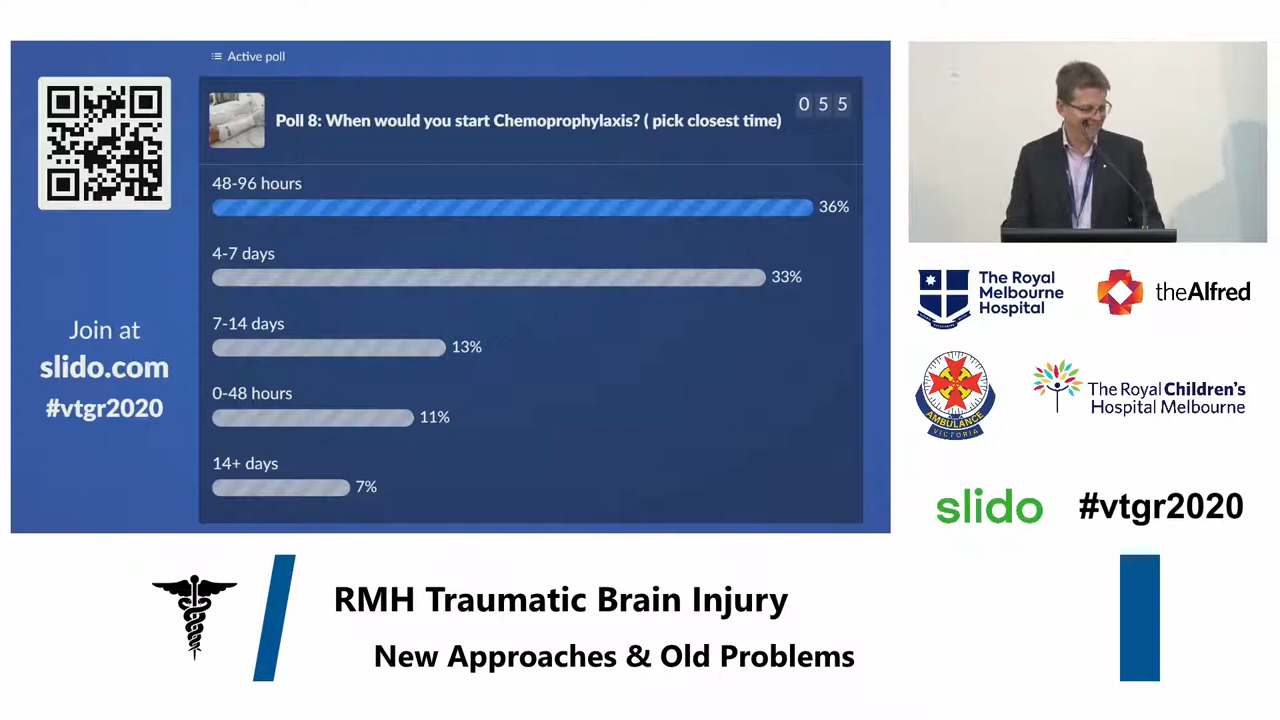 Active poll
Poll 8: When would you start Chemoprophylaxis? ( pick closest time)
0 5 5
48-96 hours
36%
4-7 days
33%
7-14 days
13%
0-48 hours
11%
14+ days
7%
Join at
slido.com
#vtgr2020
The Royal
Melbourne
Hospital
theAlfred
AMBULANCE
VICTORIA
The Royal Children's
Hospital Melbourne
slido
#vtgr2020
RMH Traumatic Brain Injury
New Approaches & Old Problems